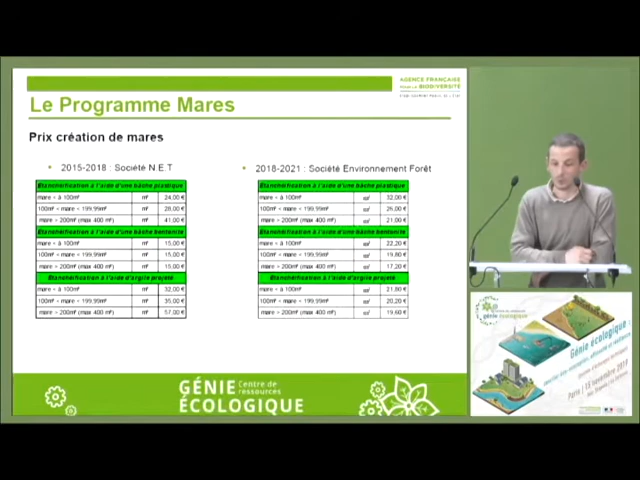 AGENCE FRANÇAISE
POUR LA BIODIVERSITÉ
Le Programme Mares
Prix création de mares
• 2015-2018 : Société N.E.T
Etanchéification à l'aide d'une bâche plastique
mare < à 100m² m² 24,00 €
100m² < mare < 199,99m² m² 28,00 €
mare > 200m² (max 400 m²) m² 41,00 €
Etanchéification à l'aide d'une bâche bentonite
mare < à 100m² m² 15,00 €
100m² < mare < 199,99m² m² 15,00 €
mare > 200m² (max 400 m²) m² 15,00 €
Etanchéification à l'aide d'argile projeté
mare < à 100m² m² 32,00 €
100m² < mare < 199,99m² m² 35,00 €
mare > 200m² (max 400 m²) m² 57,00 €
• 2018-2021 : Société Environnement Forêt
Etanchéification à l'aide d'une bâche plastique
mare < à 100m² m² 32,00 €
100m² < mare < 199,99m² m² 26,00 €
mare > 200m² (max 400 m²) m² 21,00 €
Etanchéification à l'aide d'une bâche bentonite
mare < à 100m² m² 22,20 €
100m² < mare < 199,99m² m² 19,80 €
mare > 200m² (max 400 m²) m² 17,20 €
Etanchéification à l'aide d'argile projeté
mare < à 100m² m² 21,80 €
100m² < mare < 199,99m² m² 20,20 €
mare > 200m² (max 400 m²) m² 19,60 €
GÉNIE Centre de ressources
ÉCOLOGIQUE
génie écologique
Génie écologique :
Paris | 15 novembre 2019